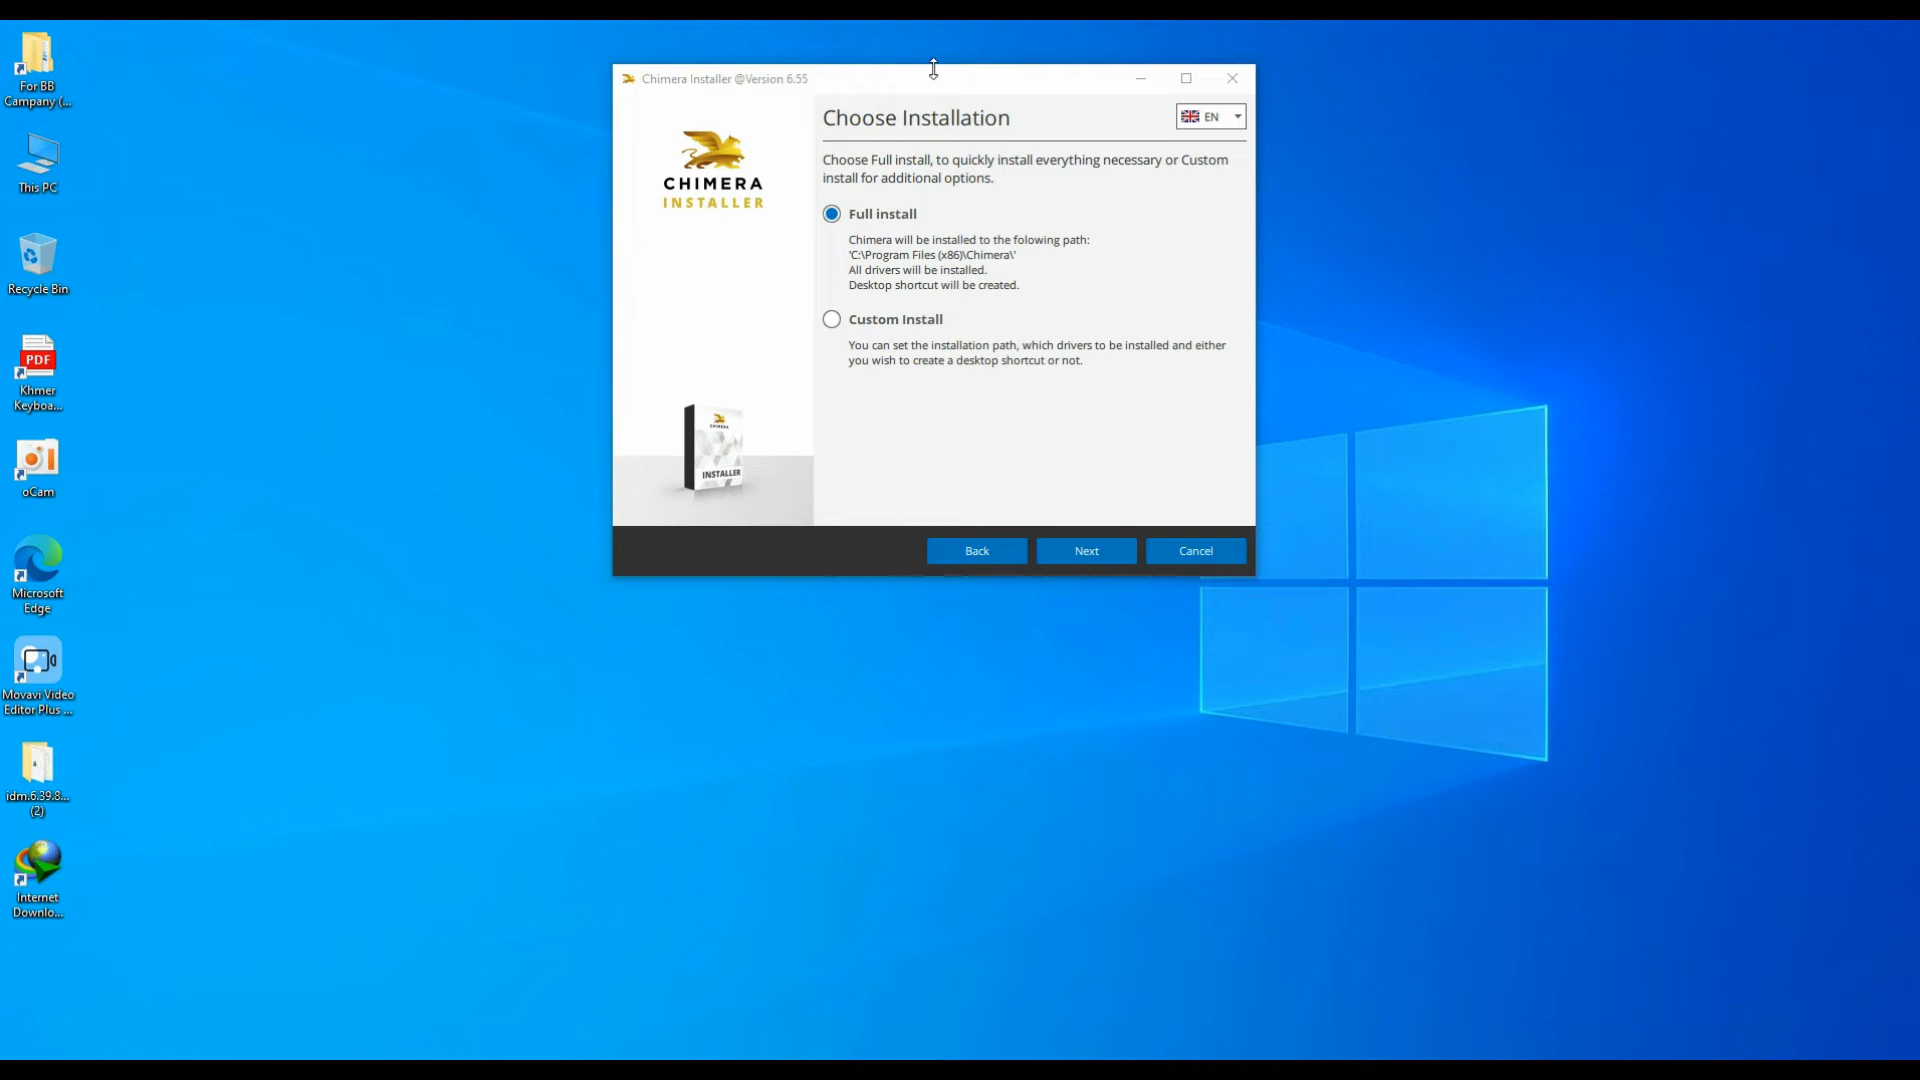 For BB
Campany (...
This PC
Recycle Bin
PDF
Khmer
Keyboa...
oCam
Microsoft
Edge
Movavi Video
Editor Plus ...
idm.6.39.8...
(2)
Internet
Downlo...
Chimera Installer @Version 6.55
CHIMERA
INSTALLER
CHIMERA
INSTALLER
Choose Installation
EN
Choose Full install, to quickly install everything necessary or Custom
install for additional options.
Full install
Chimera will be installed to the folowing path:
'C:\Program Files (x86)\Chimera\'
All drivers will be installed.
Desktop shortcut will be created.
Custom Install
You can set the installation path, which drivers to be installed and either
you wish to create a desktop shortcut or not.
Back
Next
Cancel